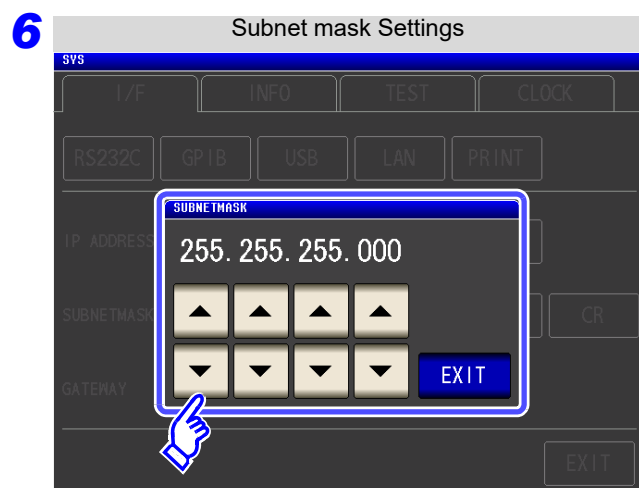 6
Subnet mask Settings
SYS
I/F INFO TEST CLOCK
RS232C GPIB USB LAN PRINT
SUBNETMASK
IP ADDRESS
255.255.255.000
SUBNETMASK
CR
EXIT
GATEWAY
EXIT